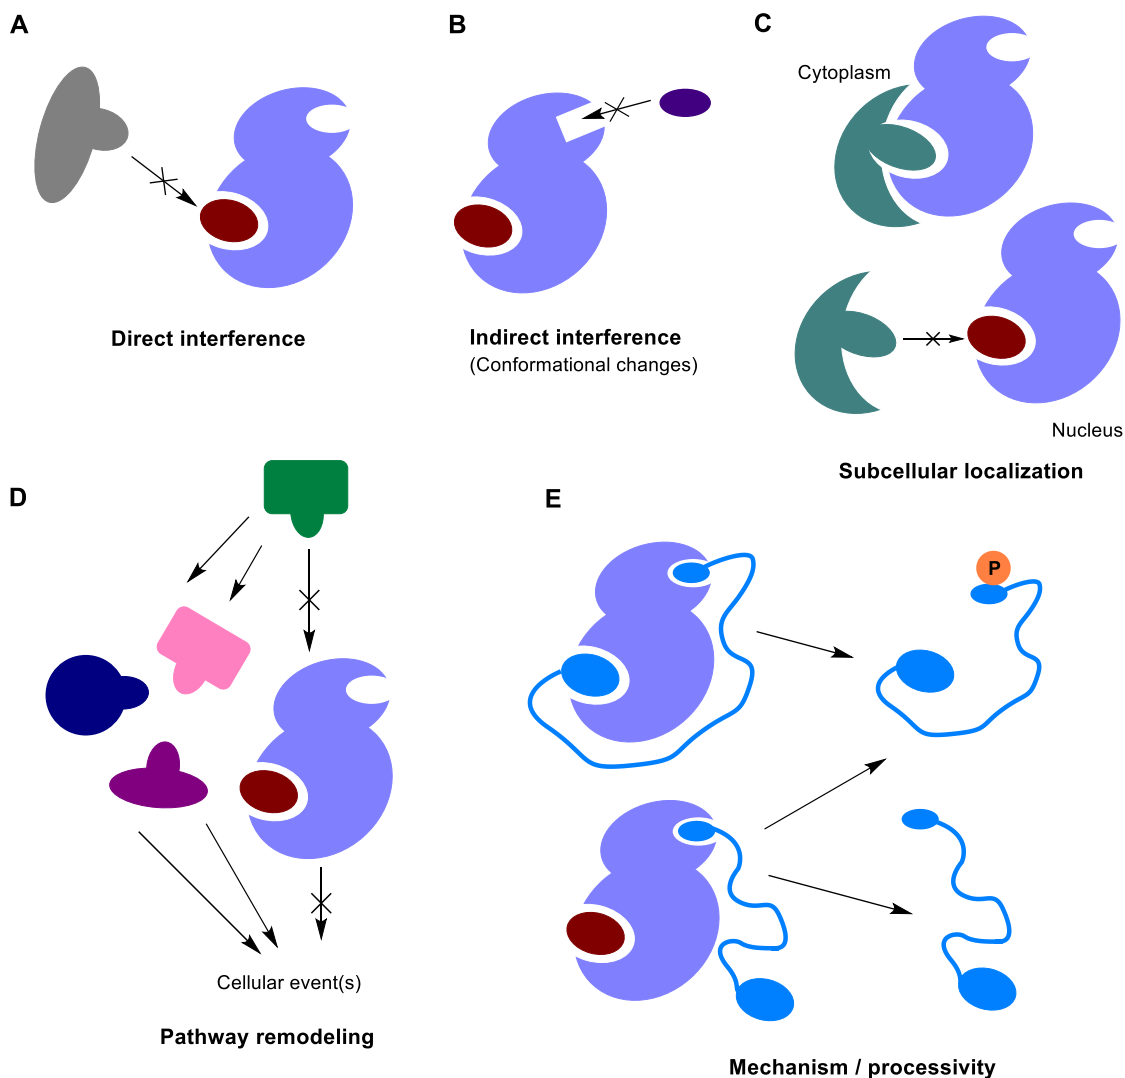 A
B
C
Cytoplasm
Direct interference
Indirect interference
(Conformational changes)
Nucleus
Subcellular localization
D
E
P
Cellular event(s)
Pathway remodeling
Mechanism / processivity